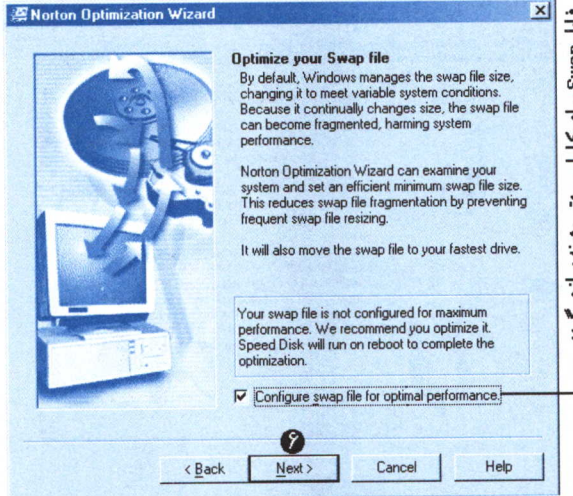 Norton Optimization Wizard
Optimize your Swap file
By default, Windows manages the swap file size,
changing it to meet variable system conditions.
Because it continually changes size, the swap file
can become fragmented, harming system
performance.
Norton Optimization Wizard can examine your
system and set an efficient minimum swap file size.
This reduces swap file fragmentation by preventing
frequent swap file resizing.
It will also move the swap file to your fastest drive.
Your swap file is not configured for maximum
performance. We recommend you optimize it.
Speed Disk will run on reboot to complete the
optimization.
Configure swap file for optimal performance.
۶
< Back Next > Cancel Help
Swap